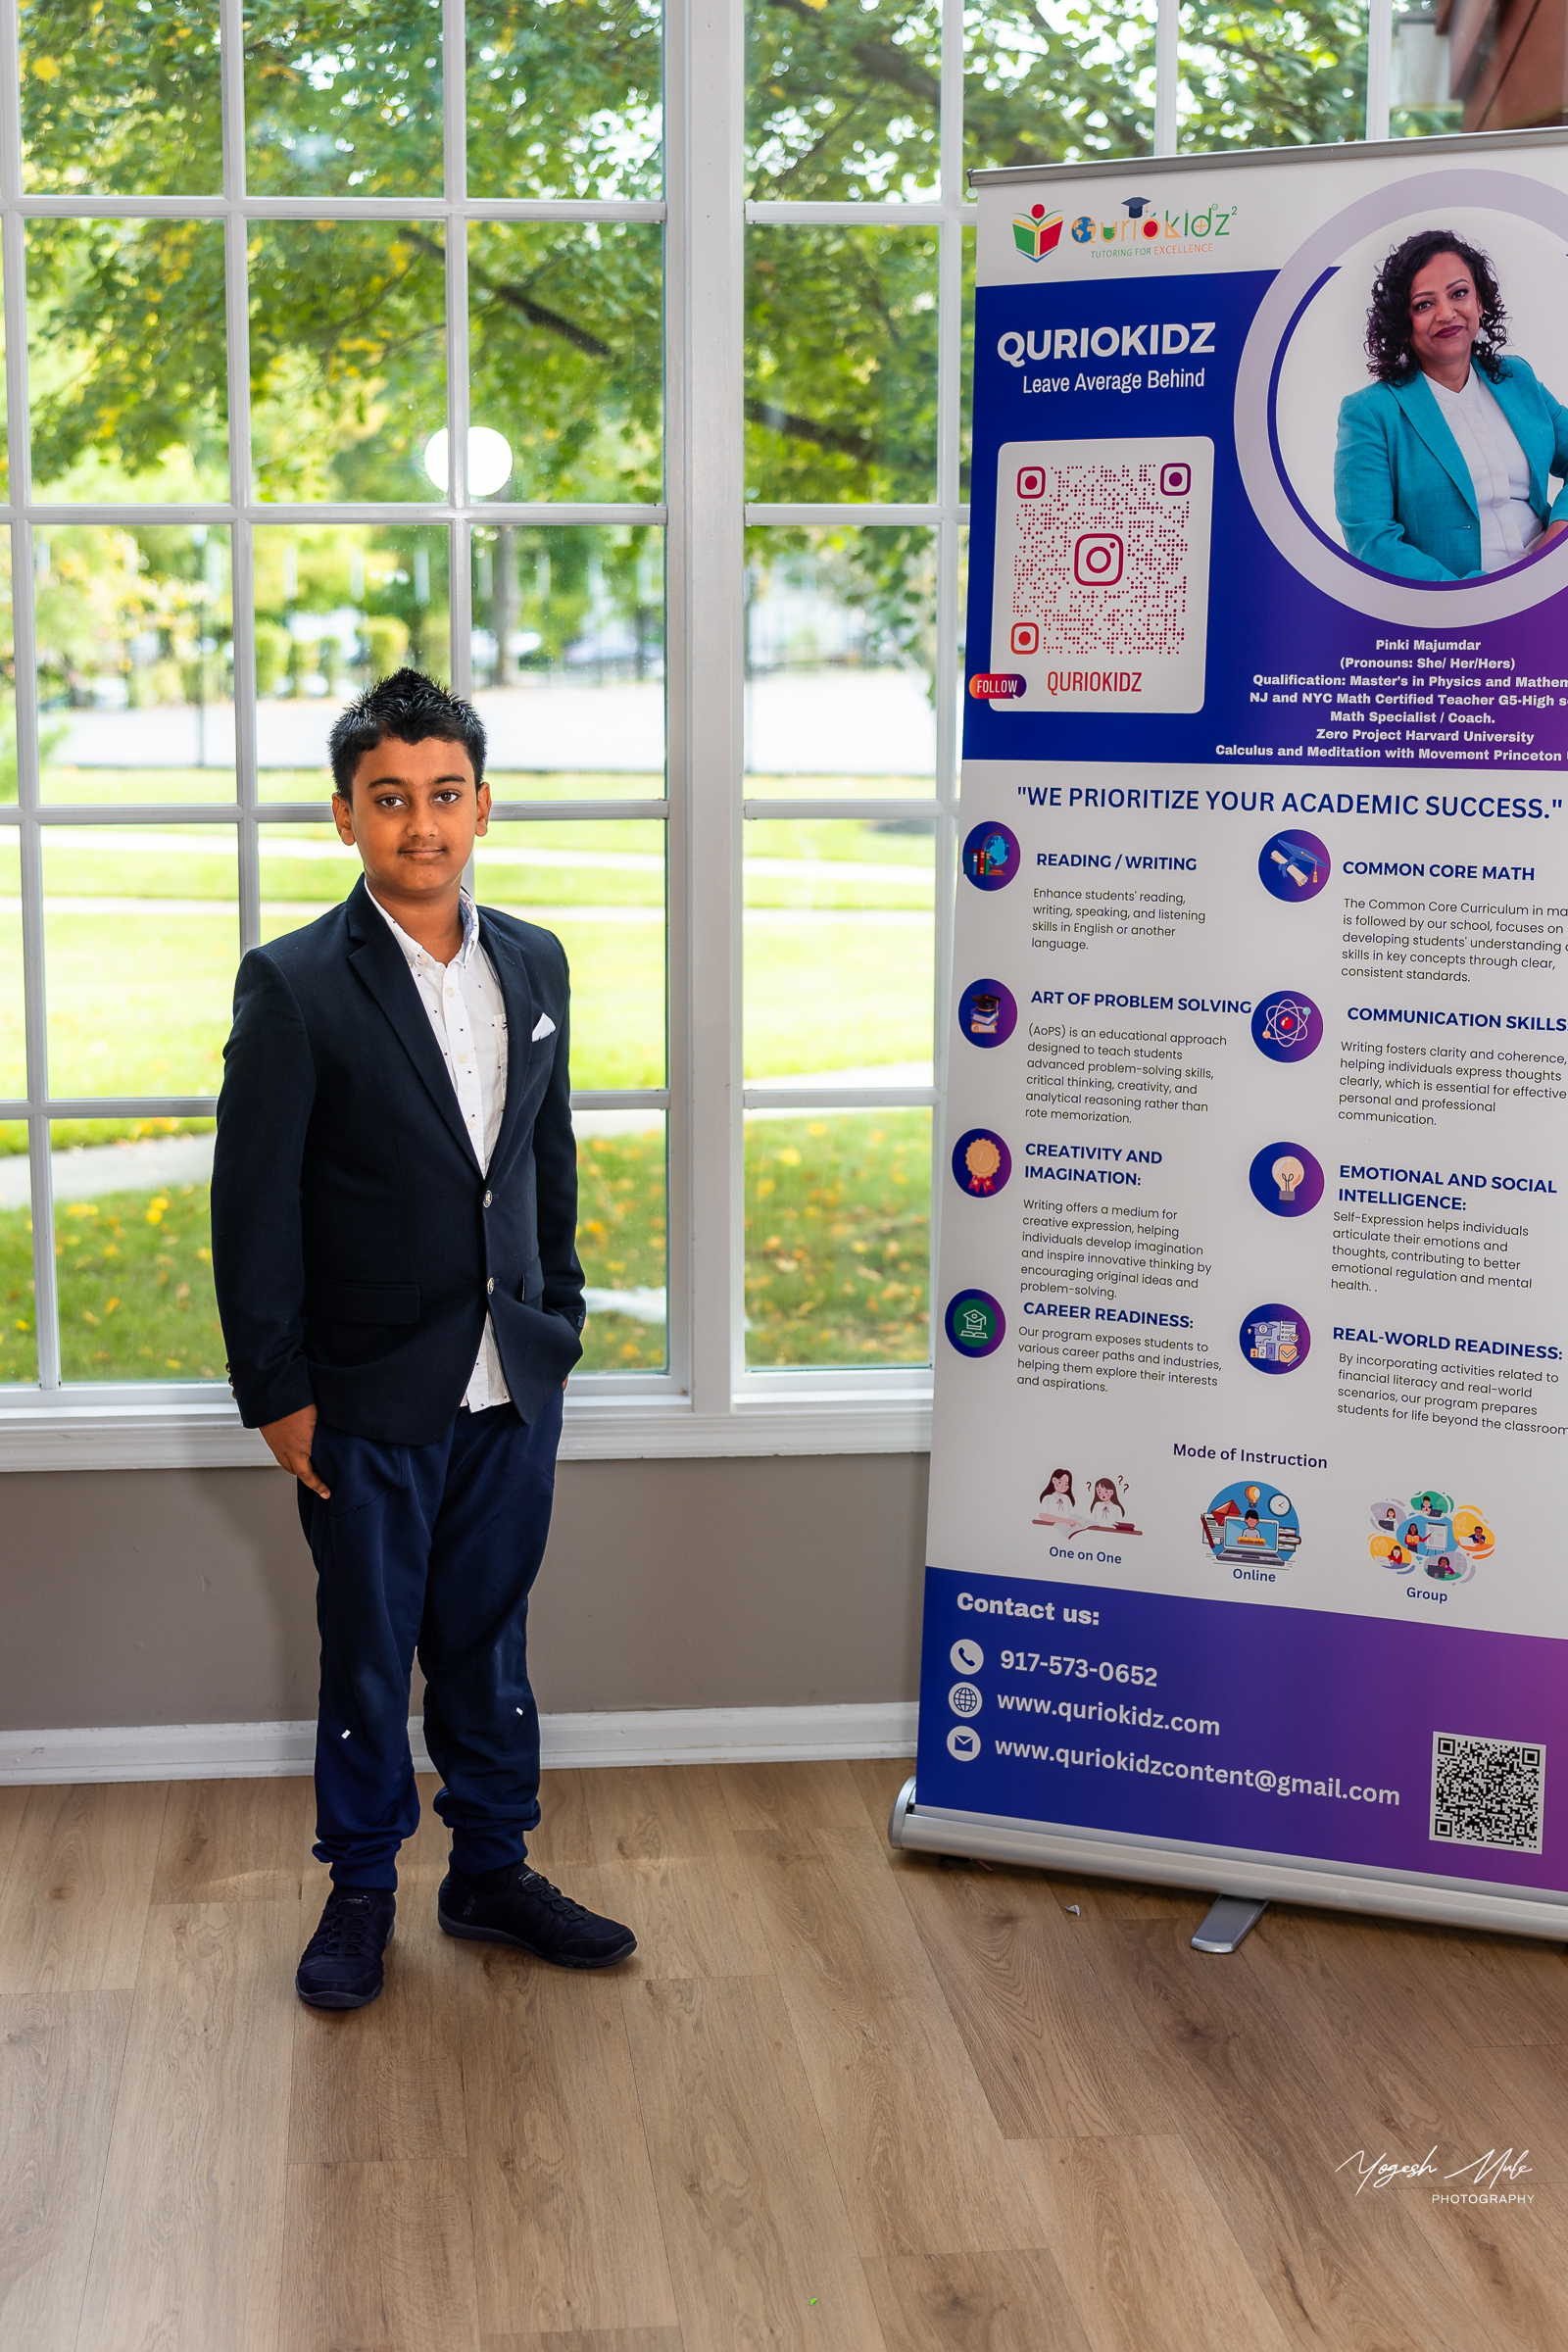 Quriokidz²
TUTORING FOR EXCELLENCE
QURIOKIDZ
Leave Average Behind
FOLLOW
QURIOKIDZ
Pinki Majumdar
(Pronouns: She/ Her/Hers)
Qualification: Master's in Physics and
NJ and NYC Math Certified Teacher G5-High
Math Specialist / Coach.
Zero Project Harvard University
Calculus and Meditation with Movement Princeton
"WE PRIORITIZE YOUR ACADEMIC SUCCESS."
READING / WRITING
Enhance students' reading,
writing, speaking, and listening
skills in English or another
language.
COMMON CORE MATH
The Common Core Curriculum in
is followed by our school, focuses on
developing students' understanding
skills in key concepts through clear,
consistent standards.
ART OF PROBLEM SOLVING
(AoPS) is an educational approach
designed to teach students
advanced problem-solving skills,
critical thinking, creativity, and
analytical reasoning rather than
rote memorization.
COMMUNICATION SKILLS
Writing fosters clarity and coherence,
helping individuals express thoughts
clearly, which is essential for effective
personal and professional
communication.
CREATIVITY AND
IMAGINATION:
Writing offers a medium for
creative expression, helping
individuals develop imagination
and inspire innovative thinking by
encouraging original ideas and
problem-solving.
EMOTIONAL AND SOCIAL
INTELLIGENCE:
Self-Expression helps individuals
articulate their emotions and
thoughts, contributing to better
emotional regulation and mental
health. .
CAREER READINESS:
Our program exposes students to
various career paths and industries,
helping them explore their interests
and aspirations.
REAL-WORLD READINESS:
By incorporating activities related to
financial literacy and real-world
scenarios, our program prepares
students for life beyond the classroom
Mode of Instruction
One on One
Online
Group
Contact us:
917-573-0652
www.quriokidz.com
www.quriokidzcontent@gmail.com
Yogesh Mule
PHOTOGRAPHY